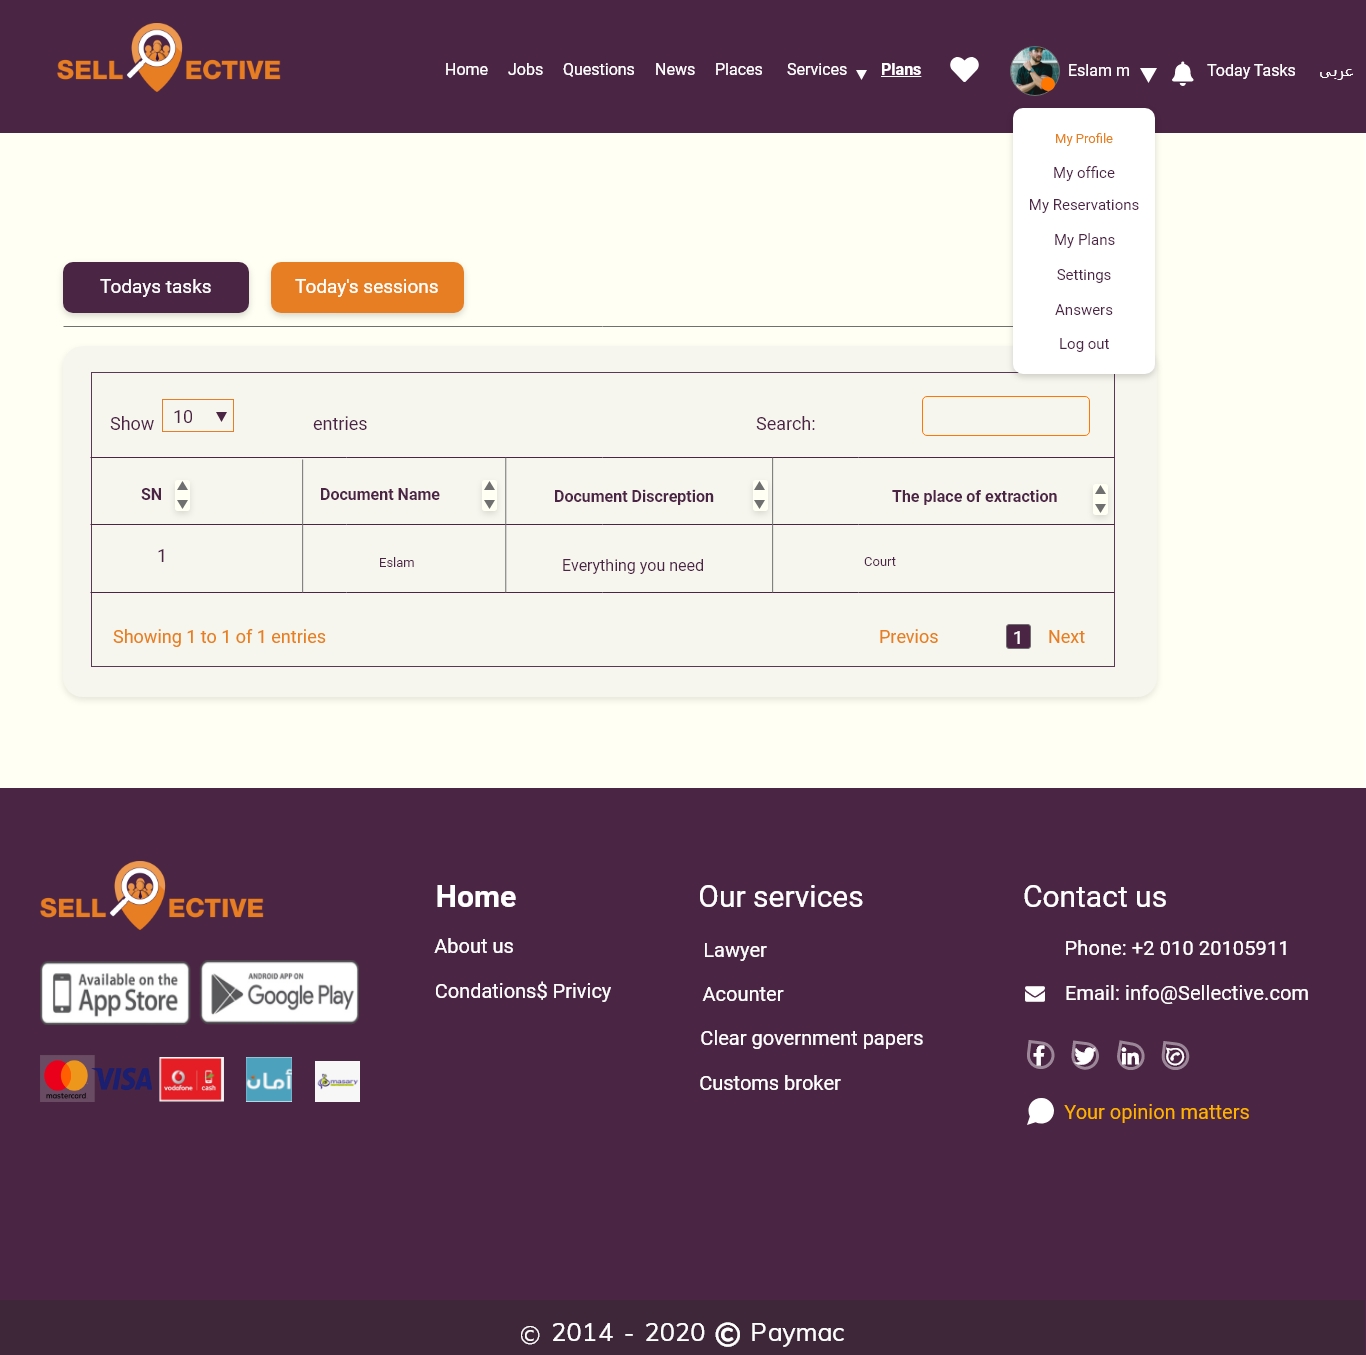 SELL ECTIVE
Home Jobs Questions News Places Services Plans Eslam m Today Tasks عربى
My Profile
My office
My Reservations
My Plans
Settings
Answers
Log out
Todays tasks Today's sessions
Show 10 entries Search:
SN Document Name Document Discreption The place of extraction
1 Eslam Everything you need Court
Showing 1 to 1 of 1 entries Previos 1 Next
SELL ECTIVE
Available on the
App Store
ANDROID APP ON
Google Play
mastercard
VISA
vodafone cash
أمان
masary
Home
About us
Condations$ Privicy
Our services
Lawyer
Acounter
Clear government papers
Customs broker
Contact us
Phone: +2 010 20105911
Email: info@Sellective.com
Your opinion matters
© 2014 - 2020 © Paymac